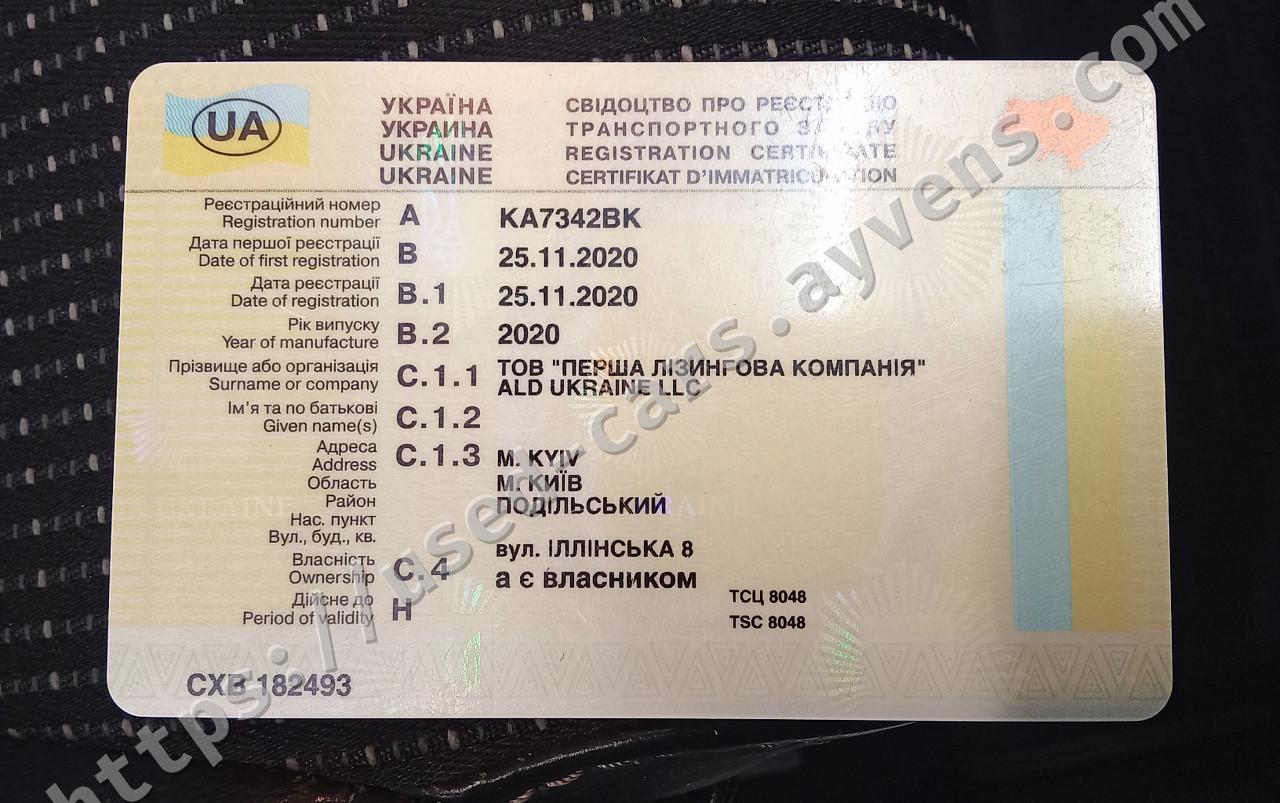 UA
УКРАЇНА
УКРАИНА
UKRAINE
UKRAINE
СВІДОЦТВО ПРО
ТРАНСПОРТНОГО
REGISTRATION CERTIFICATE
CERTIFIKAT D'IMMATRICULATION
Реєстраційний номер
Registration number A KA7342BK
Дата першої реєстрації
Date of first registration B 25.11.2020
Дата реєстрації
Date of registration B.1 25.11.2020
Рік випуску
Year of manufacture B.2 2020
Прізвище або організація
Surname or company C.1.1 ТОВ "ПЕРША ЛІЗИНГОВА КОМПАНІЯ"
ALD UKRAINE LLC
Ім'я та по батькові
Given name(s) C.1.2
Адреса
Address C.1.3 M. KYIV
Область М. КИЇВ
Район ПОДІЛЬСЬКИЙ
Нас. пункт
Вул., буд., кв. вул. ІЛЛІНСЬКА 8
Власність
Ownership C.4 а є власником
Дійсне до
Period of validity H
ТСЦ 8048
TSC 8048
СХВ 182493
https://used-cars.ayvens.com